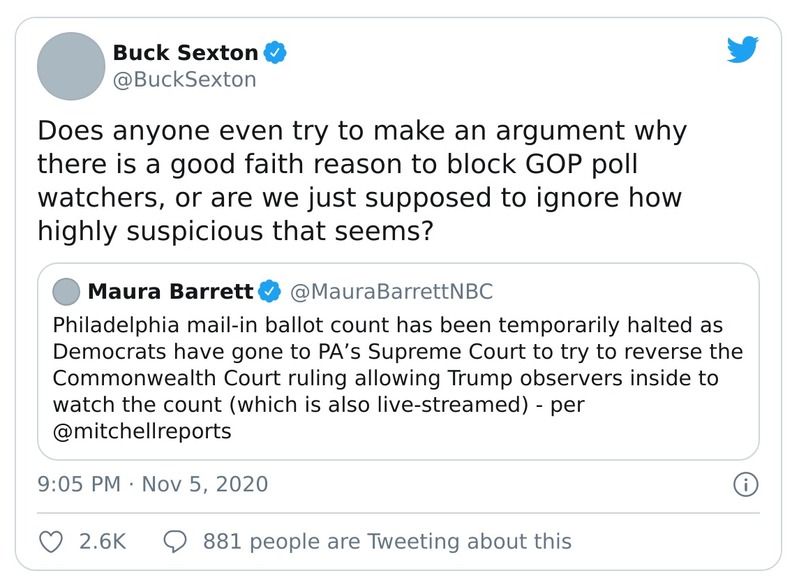 Buck Sexton
@BuckSexton
Does anyone even try to make an argument why
there is a good faith reason to block GOP poll
watchers, or are we just supposed to ignore how
highly suspicious that seems?
Maura Barrett @MauraBarrettNBC
Philadelphia mail-in ballot count has been temporarily halted as
Democrats have gone to PA’s Supreme Court to try to reverse the
Commonwealth Court ruling allowing Trump observers inside to
watch the count (which is also live-streamed) - per
@mitchellreports
9:05 PM · Nov 5, 2020
2.6K 881 people are Tweeting about this